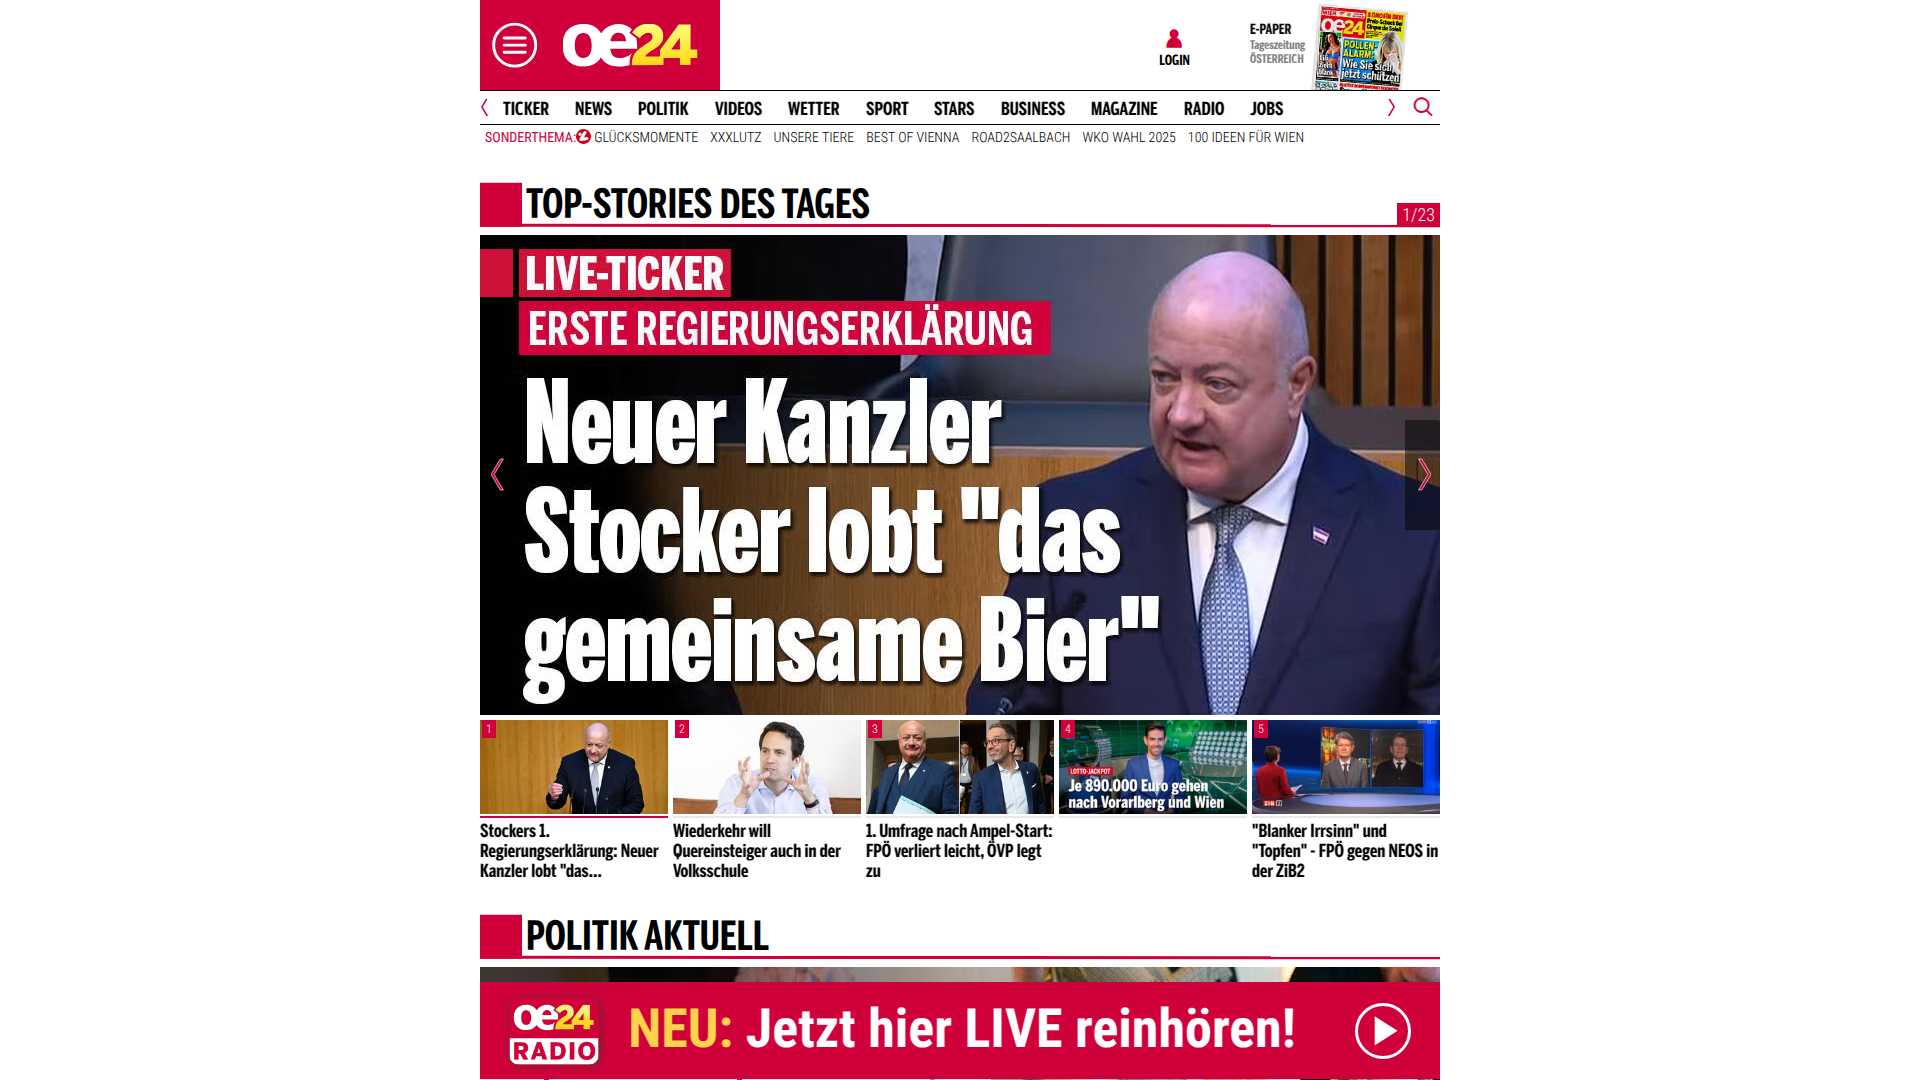 oe24
LOGIN
E-PAPER
Tageszeitung
ÖSTERREICH
oe24
POLLEN-
ALARM:
Wie Sie sich
jetzt schützen
TICKER NEWS POLITIK VIDEOS WETTER SPORT STARS BUSINESS MAGAZINE RADIO JOBS
SONDERTHEMA: GLÜCKSMOMENTE XXXLUTZ UNSERE TIERE BEST OF VIENNA ROAD2SAALBACH WKO WAHL 2025 100 IDEEN FÜR WIEN
TOP-STORIES DES TAGES
1/23
LIVE-TICKER
ERSTE REGIERUNGSERKLÄRUNG
Neuer Kanzler
Stocker lobt "das
gemeinsame Bier"
1
Stockers 1.
Regierungserklärung: Neuer
Kanzler lobt "das...
2
Wiederkehr will
Quereinsteiger auch in der
Volksschule
3
1. Umfrage nach Ampel-Start:
FPÖ verliert leicht, ÖVP legt
zu
4
LOTTO-JACKPOT
Je 890.000 Euro gehen
nach Vorarlberg und Wien
5
"Blanker Irrsinn" und
"Topfen" - FPÖ gegen NEOS in
der ZiB2
POLITIK AKTUELL
oe24
RADIO
NEU: Jetzt hier LIVE reinhören!